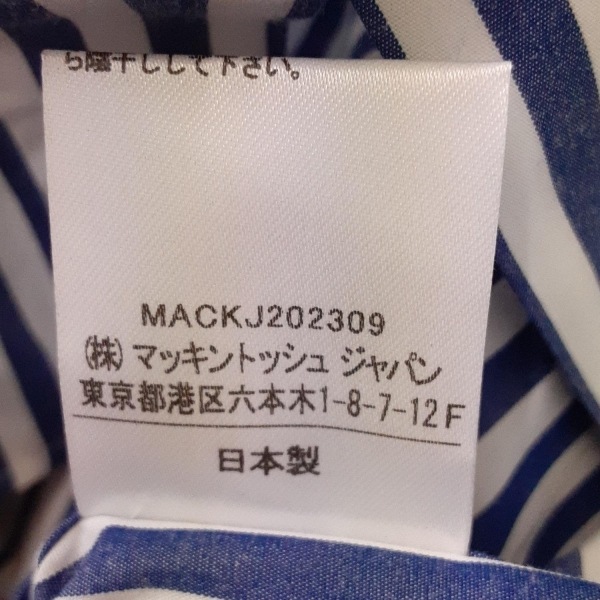 ら陰干しして下さい。
MACKJ202309
(株) マッキントッシュ ジャパン
東京都港区六本木1-8-7-12F
日本製